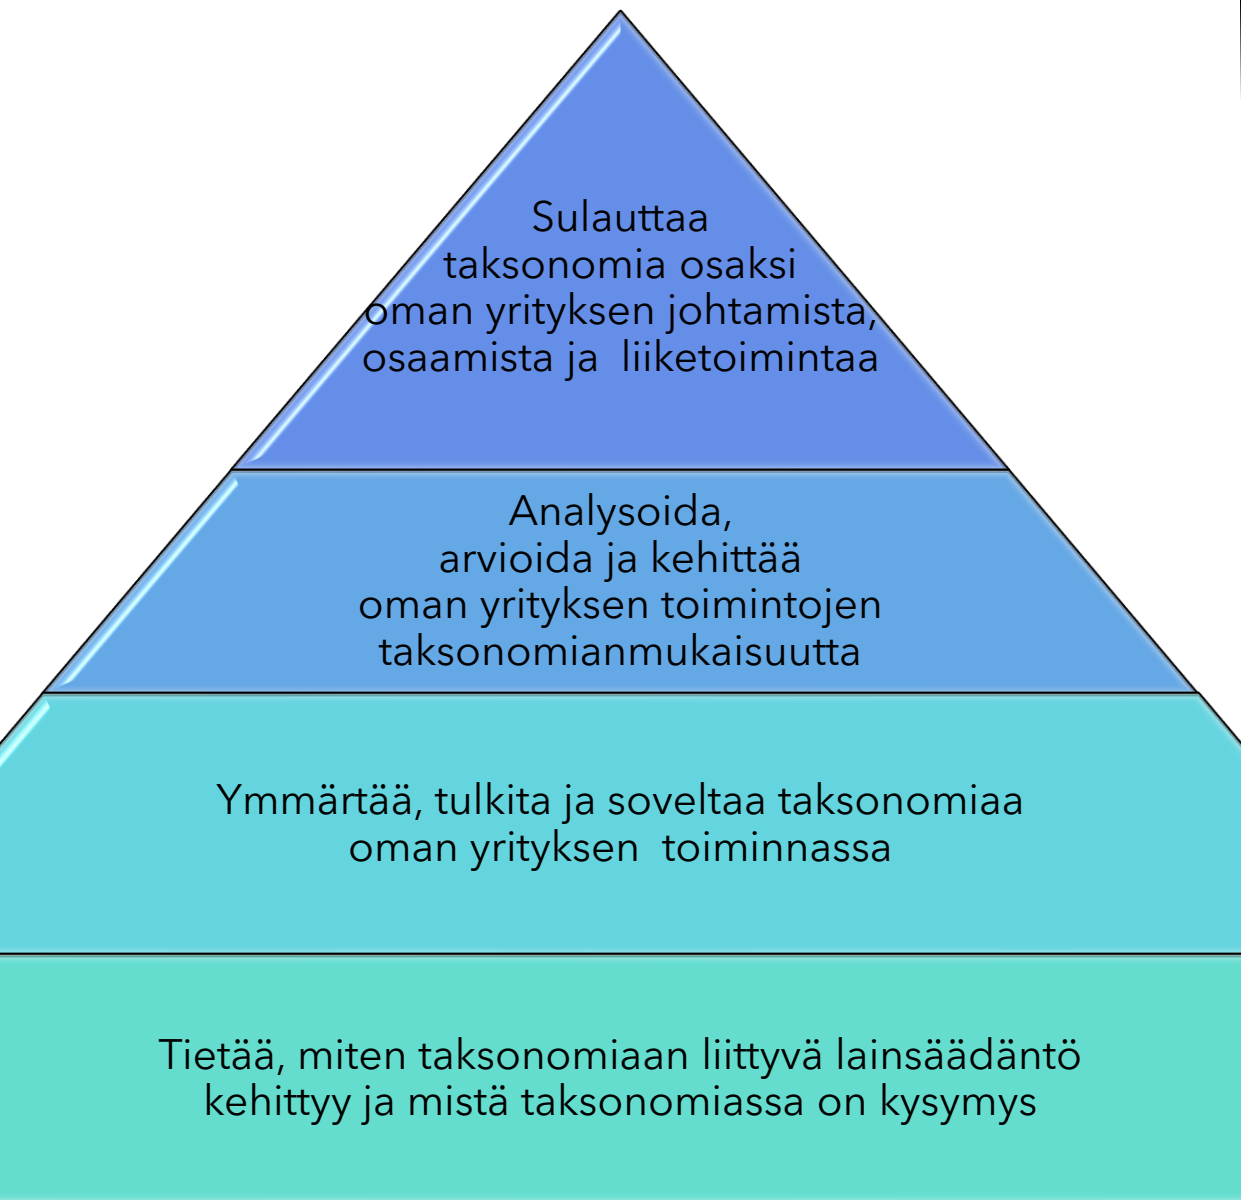 Sulauttaa
taksonomia osaksi
oman yrityksen johtamista,
osaamista ja  liiketoimintaa
Analysoida,
arvioida ja kehittää
oman yrityksen toimintojen
taksonomianmukaisuutta
Ymmärtää, tulkita ja soveltaa taksonomiaa
oman yrityksen  toiminnassa
Tietää, miten taksonomiaan liittyvä lainsäädäntö
kehittyy ja mistä taksonomiassa on kysymys